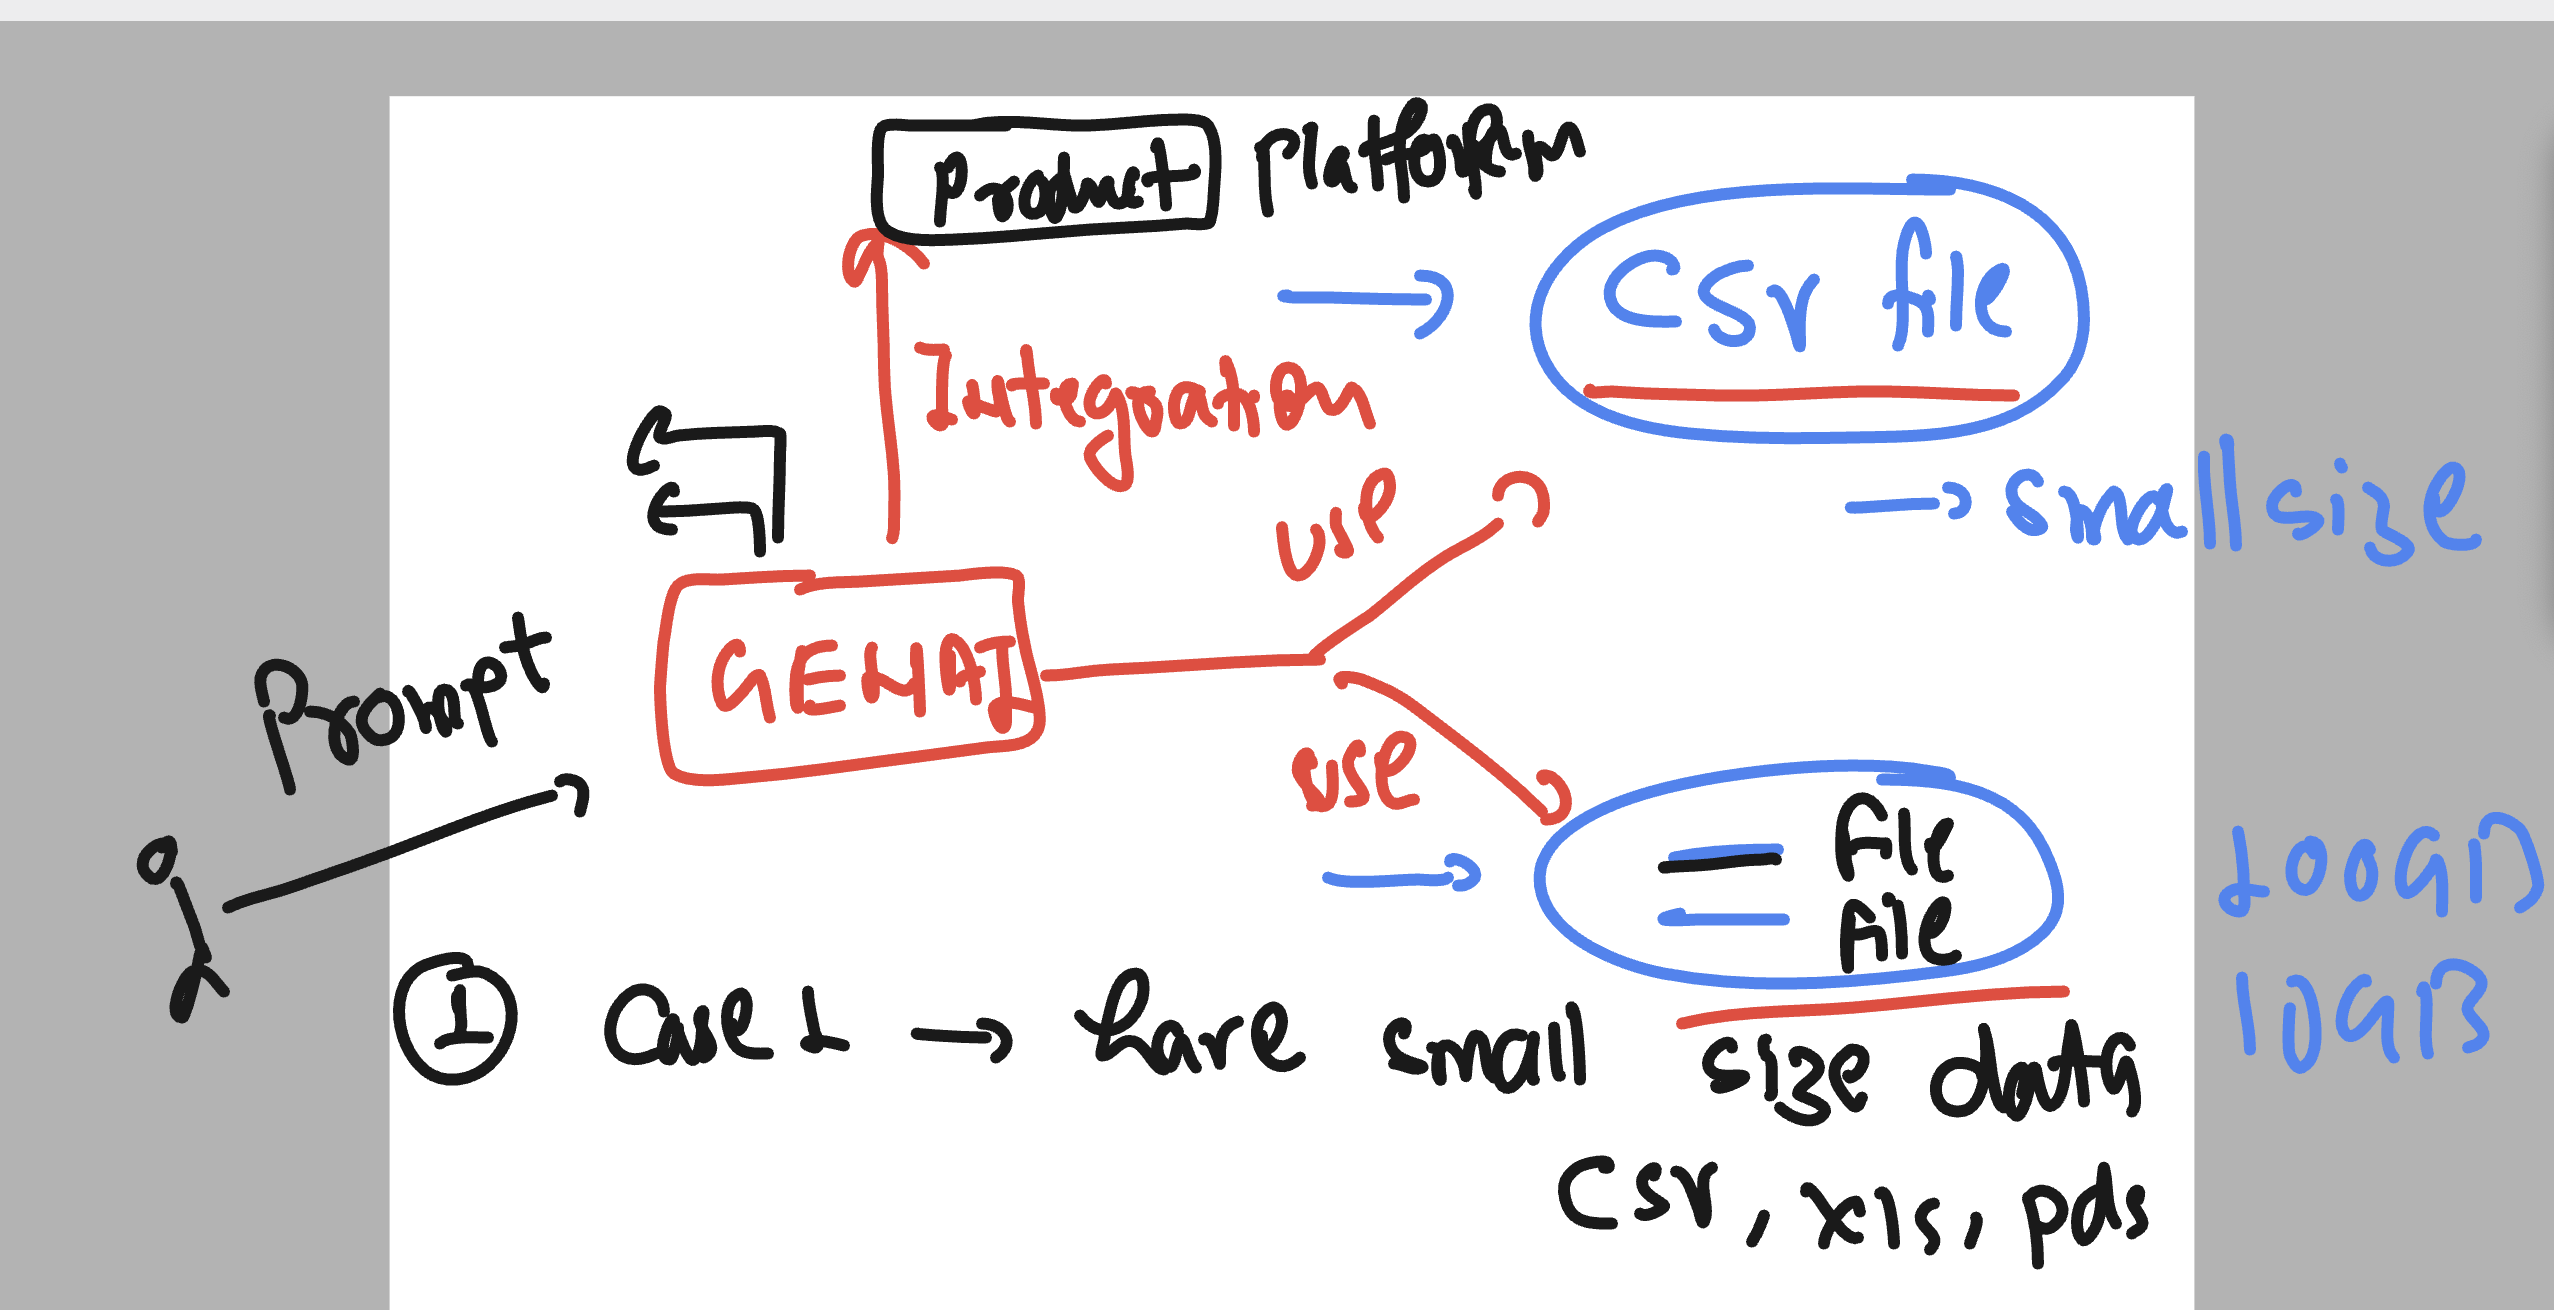 Product Platform
CSV file
Integration
use
small size
Prompt
GENAI
use
file
file
100GB
10GB
1 Case 1 → have small size data
CSV, xls, pds